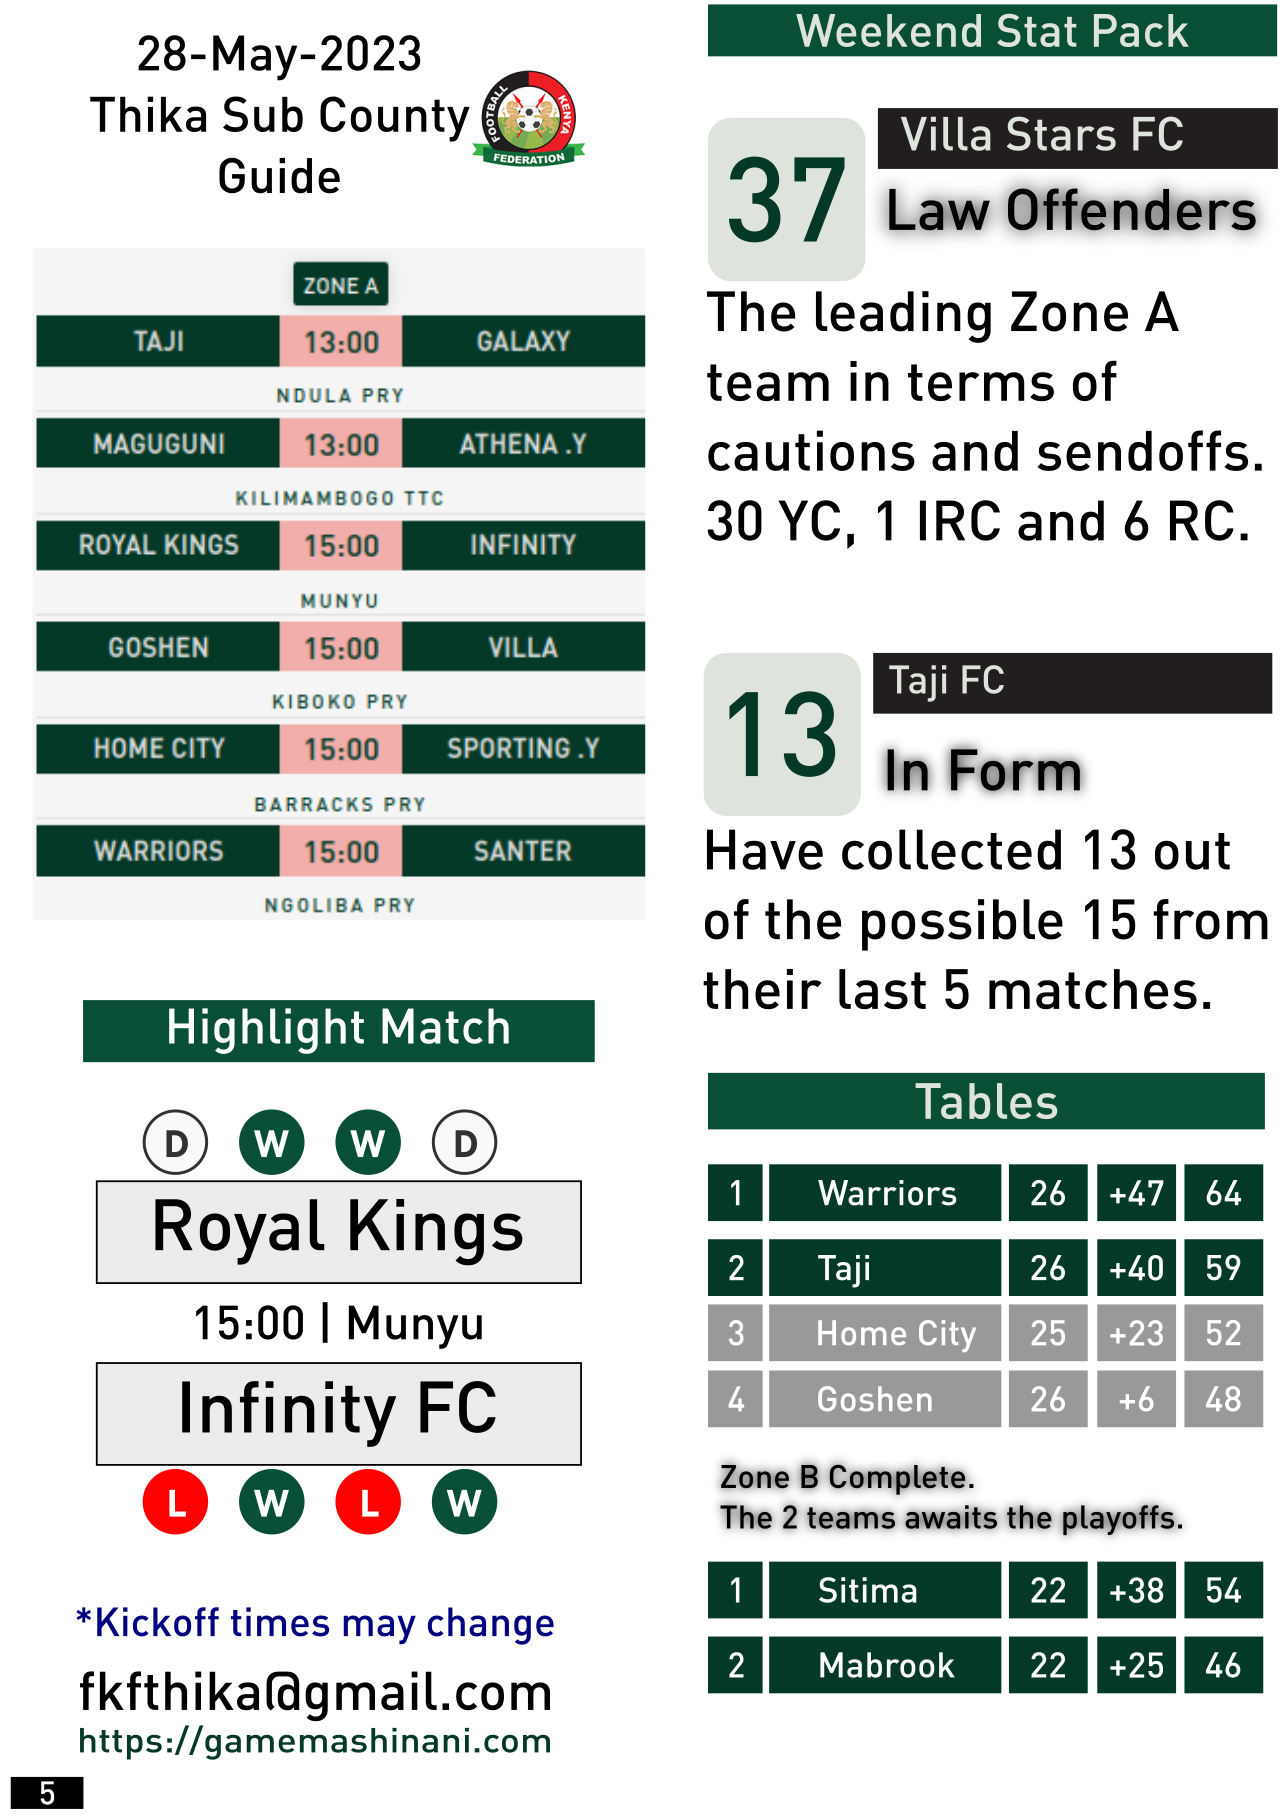 28-May-2023
Thika Sub County
Guide
FOOTBALL
KENYA
FEDERATION
ZONE A
TAJI 13:00 GALAXY
NDULA PRY
MAGUGUNI 13:00 ATHENA .Y
KILIMAMBOGO TTC
ROYAL KINGS 15:00 INFINITY
MUNYU
GOSHEN 15:00 VILLA
KIBOKO PRY
HOME CITY 15:00 SPORTING .Y
BARRACKS PRY
WARRIORS 15:00 SANTER
NGOLIBA PRY
Highlight Match
D W W D
Royal Kings
15:00 | Munyu
Infinity FC
L W L W
*Kickoff times may change
fkfthika@gmail.com
https://gamemashinani.com
5
Weekend Stat Pack
37
Villa Stars FC
Law Offenders
The leading Zone A
team in terms of
cautions and sendoffs.
30 YC, 1 IRC and 6 RC.
13
Taji FC
In Form
Have collected 13 out
of the possible 15 from
their last 5 matches.
Tables
1 Warriors 26 +47 64
2 Taji 26 +40 59
3 Home City 25 +23 52
4 Goshen 26 +6 48
Zone B Complete.
The 2 teams awaits the playoffs.
1 Sitima 22 +38 54
2 Mabrook 22 +25 46